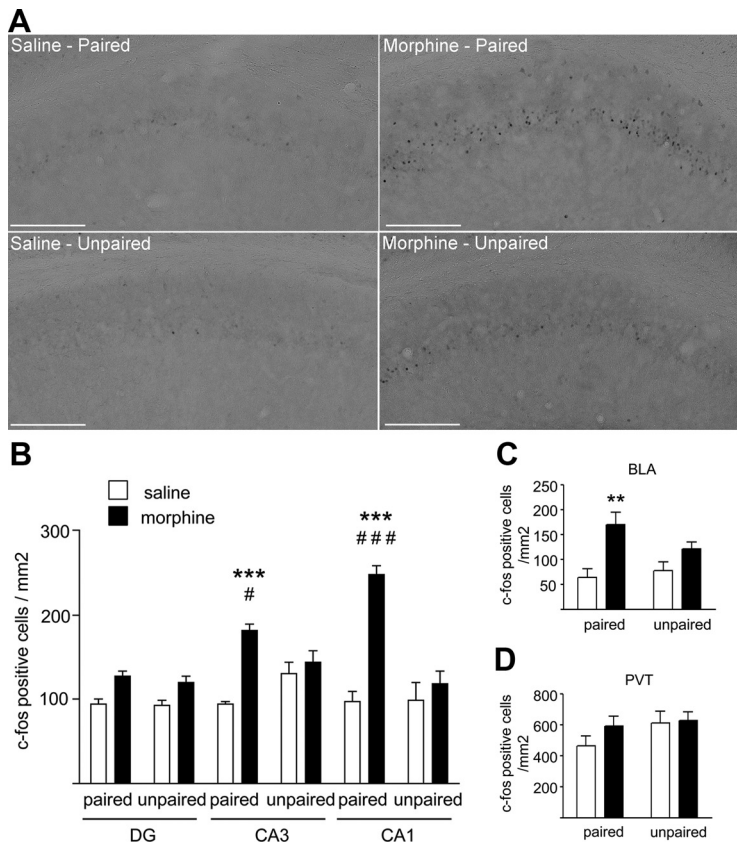 A
Saline - Paired
Morphine - Paired
Saline - Unpaired
Morphine - Unpaired
B
saline
morphine
c-fos positive cells / mm2
300
200
100
***
#
***
###
paired unpaired paired unpaired paired unpaired
DG CA3 CA1
C
BLA
c-fos positive cells
/mm2
250
200
150
100
50
**
paired unpaired
D
PVT
c-fos positive cells
/mm2
800
600
400
200
paired unpaired